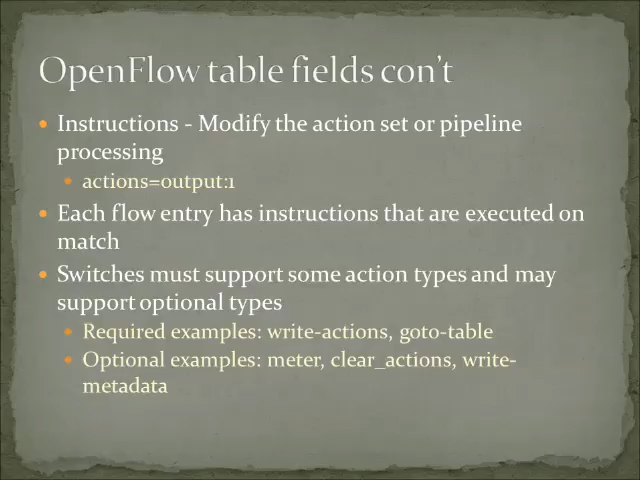 OpenFlow table fields con't
• Instructions - Modify the action set or pipeline
processing
• actions=output:1
• Each flow entry has instructions that are executed on
match
• Switches must support some action types and may
support optional types
• Required examples: write-actions, goto-table
• Optional examples: meter, clear_actions, write-
metadata